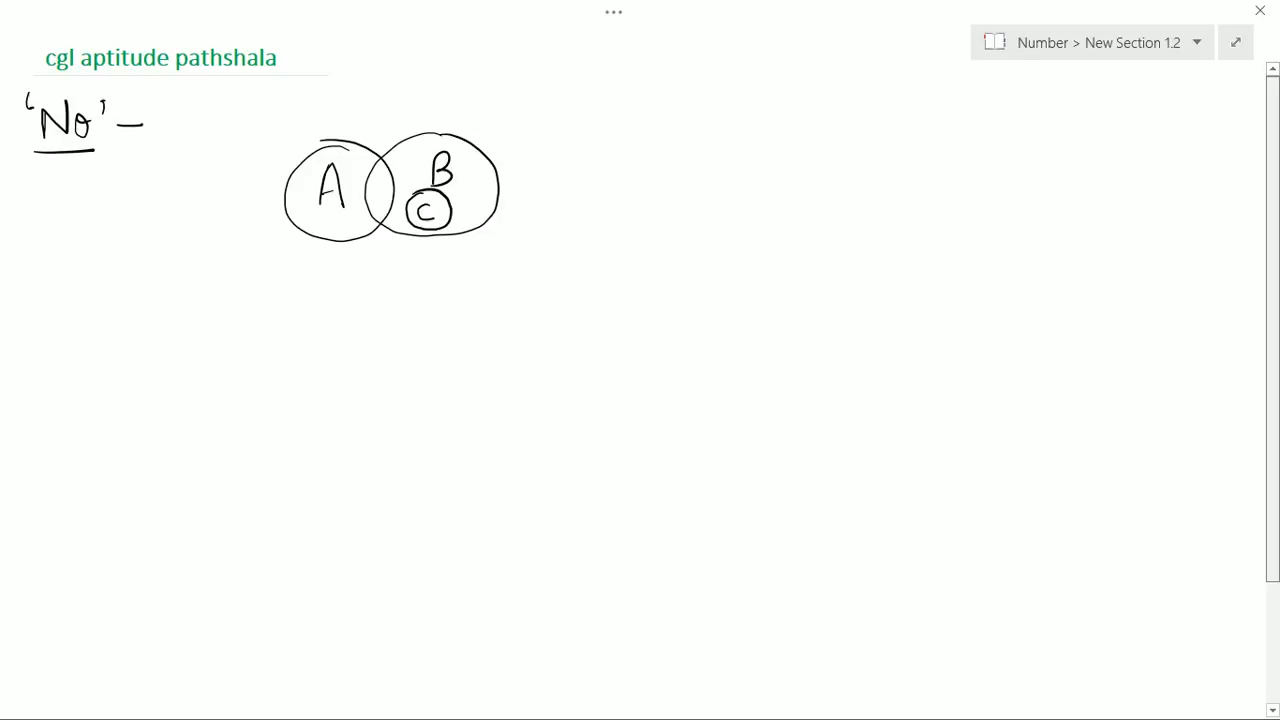 Number > New Section 1.2
cgl aptitude pathshala
'No' -
A
B
C